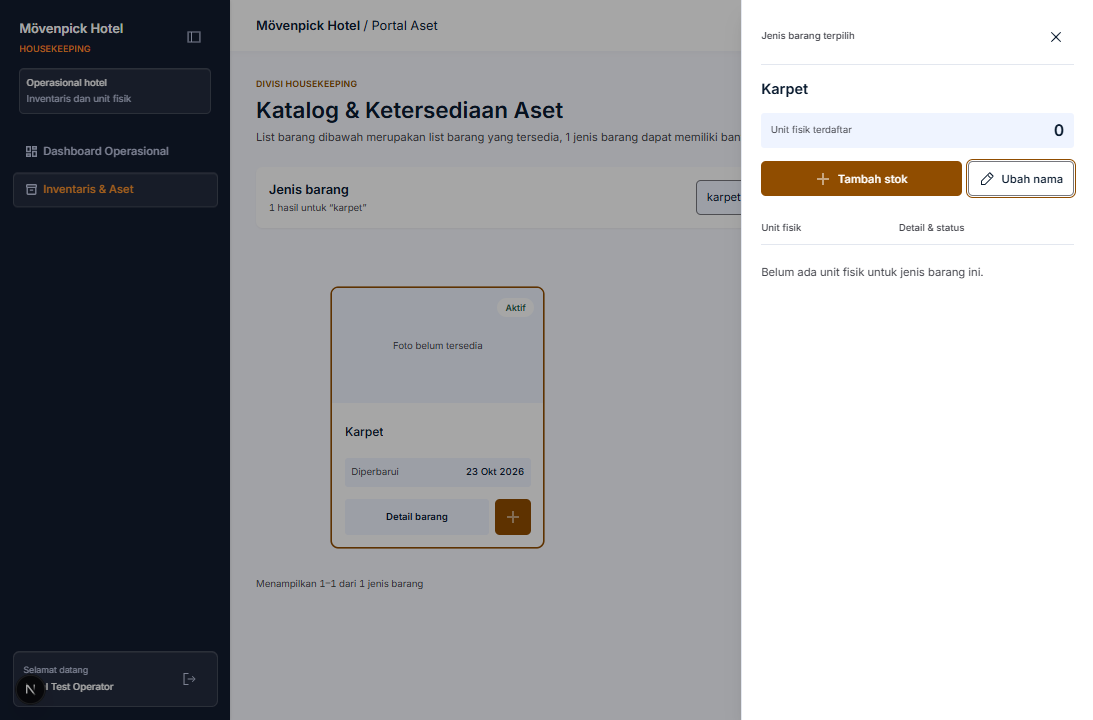 Mövenpick Hotel
HOUSEKEEPING
Operasional hotel
Inventaris dan unit fisik
Dashboard Operasional
Inventaris & Aset
Selamat datang
Test Operator
N
Mövenpick Hotel / Portal Aset
DIVISI HOUSEKEEPING
Katalog & Ketersediaan Aset
List barang dibawah merupakan list barang yang tersedia, 1 jenis barang dapat memiliki ban
Jenis barang
1 hasil untuk “karpet”
karpet
Aktif
Foto belum tersedia
Karpet
Diperbarui 23 Okt 2026
Detail barang
Menampilkan 1–1 dari 1 jenis barang
Jenis barang terpilih
Karpet
Unit fisik terdaftar 0
Tambah stok
Ubah nama
Unit fisik Detail & status
Belum ada unit fisik untuk jenis barang ini.